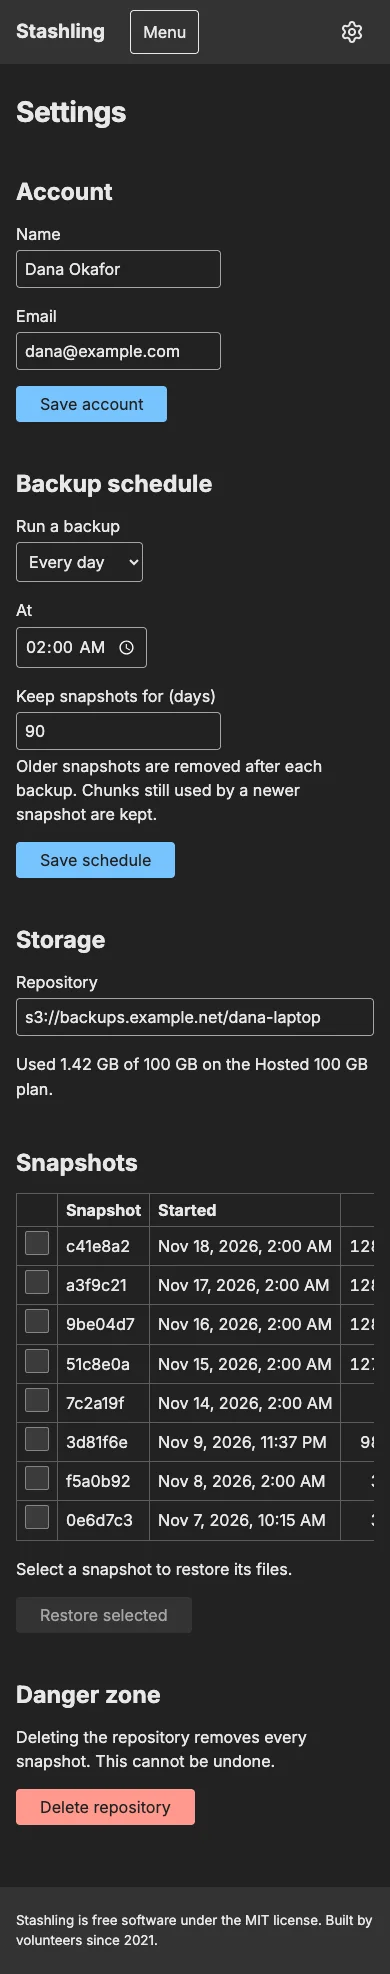 Stashling Menu
Settings
Account
Name
Dana Okafor
Email
dana@example.com
Save account
Backup schedule
Run a backup
Every day
At
02:00 AM
Keep snapshots for (days)
90
Older snapshots are removed after each
backup. Chunks still used by a newer
snapshot are kept.
Save schedule
Storage
Repository
s3://backups.example.net/dana-laptop
Used 1.42 GB of 100 GB on the Hosted 100 GB
plan.
Snapshots
Snapshot Started
c41e8a2 Nov 18, 2026, 2:00 AM
a3f9c21 Nov 17, 2026, 2:00 AM
9be04d7 Nov 16, 2026, 2:00 AM
51c8e0a Nov 15, 2026, 2:00 AM
7c2a19f Nov 14, 2026, 2:00 AM
3d81f6e Nov 9, 2026, 11:37 PM
f5a0b92 Nov 8, 2026, 2:00 AM
0e6d7c3 Nov 7, 2026, 10:15 AM
Select a snapshot to restore its files.
Restore selected
Danger zone
Deleting the repository removes every
snapshot. This cannot be undone.
Delete repository
Stashling is free software under the MIT license. Built by
volunteers since 2021.